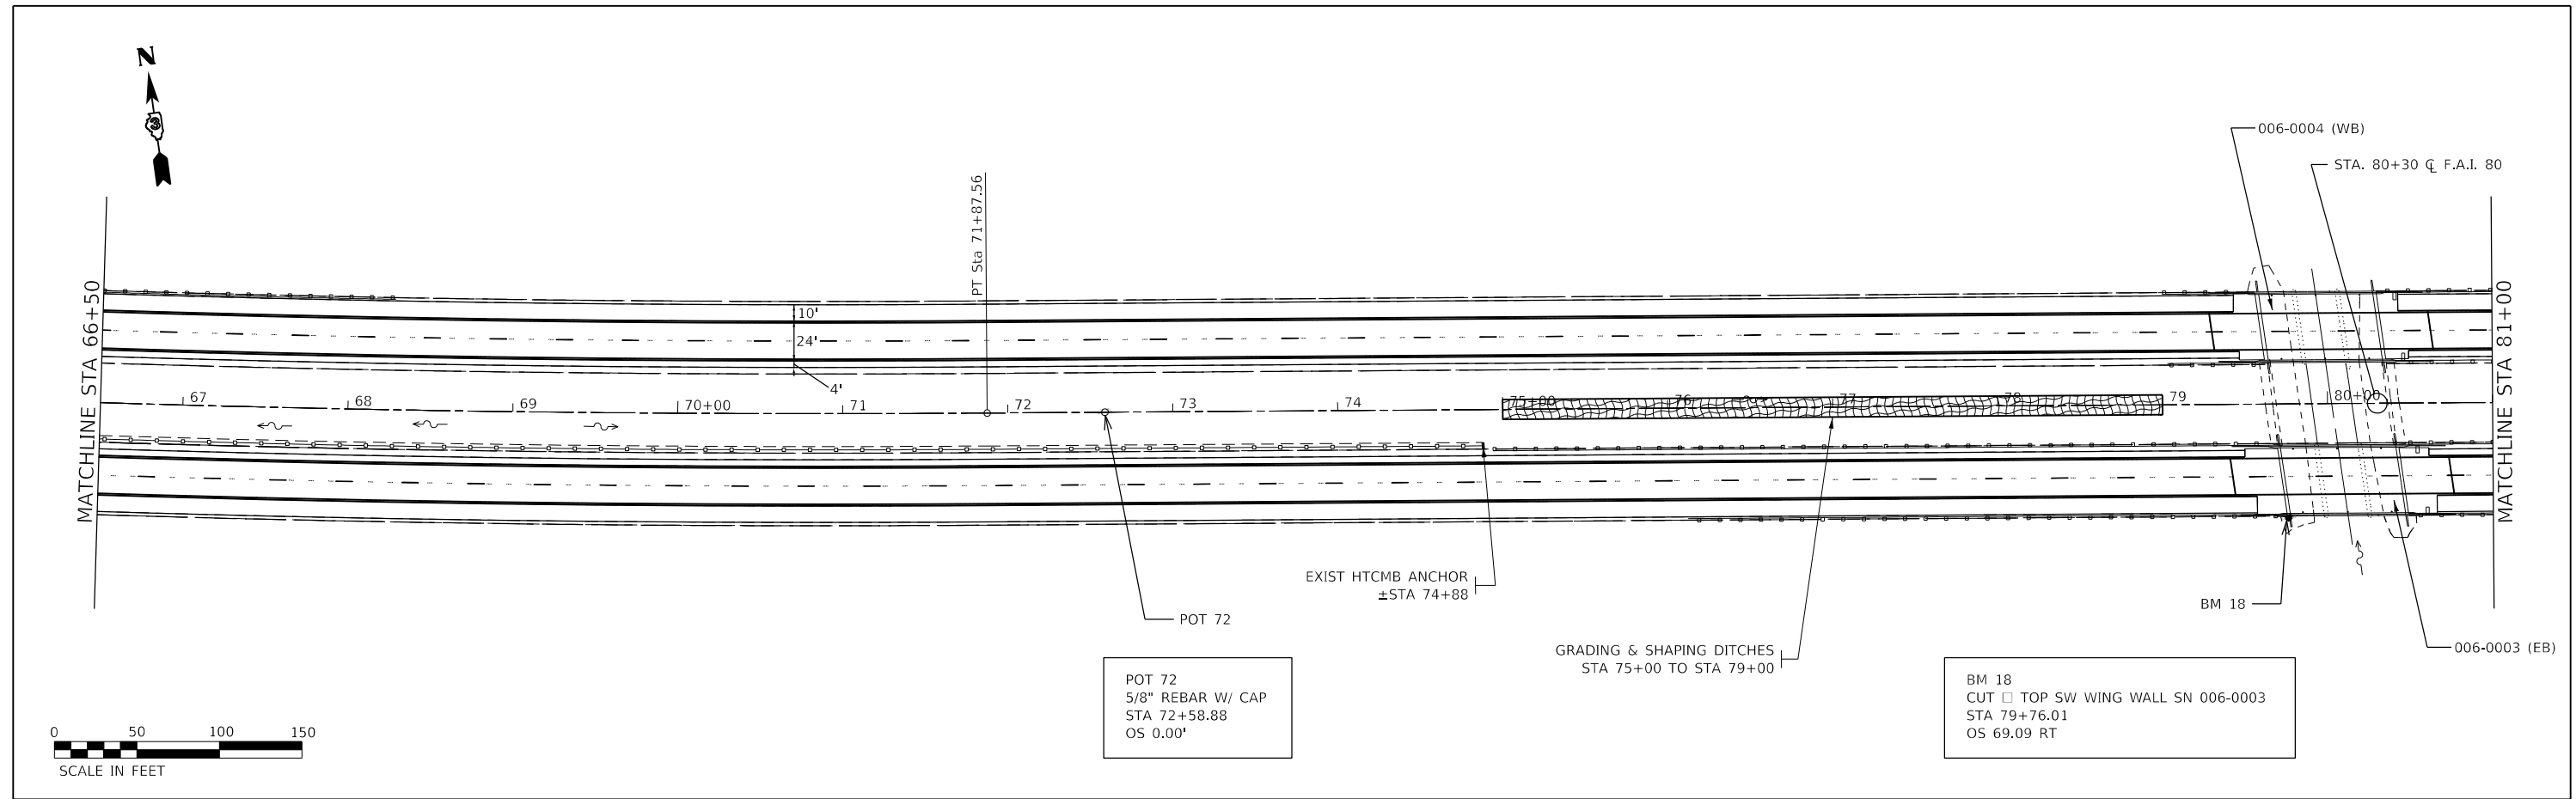 N
3
006-0004 (WB)
STA. 80+30 ℄ F.A.I. 80
PT Sta 71+87.56
MATCHLINE STA 66+50
MATCHLINE STA 81+00
10'
24'
4'
67
68
69
70+00
71
72
73
74
75+00
76
77
78
79
80+00
EXIST HTCMB ANCHOR
±STA 74+88
POT 72
BM 18
GRADING & SHAPING DITCHES
STA 75+00 TO STA 79+00
006-0003 (EB)
POT 72
5/8" REBAR W/ CAP
STA 72+58.88
OS 0.00'
BM 18
CUT □ TOP SW WING WALL SN 006-0003
STA 79+76.01
OS 69.09 RT
0 50 100 150
SCALE IN FEET